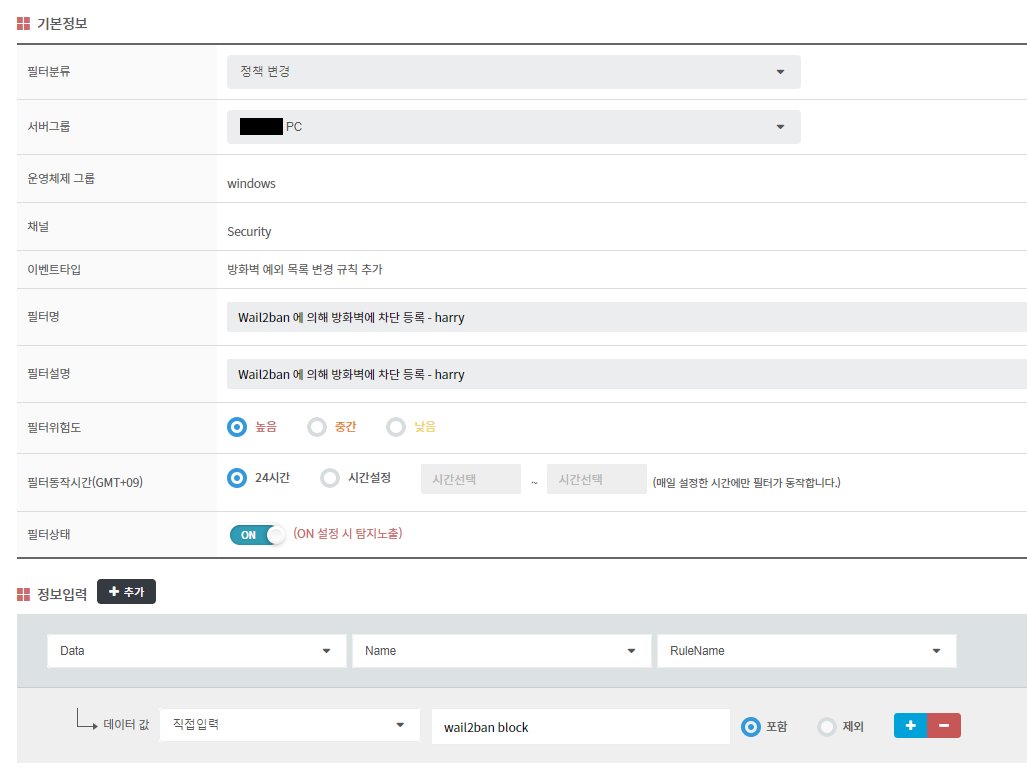 기본정보
필터분류 정책 변경
서버그룹 PC
운영체제 그룹 windows
채널 Security
이벤트타입 방화벽 예외 목록 변경 규칙 추가
필터명 Wail2ban 에 의해 방화벽에 차단 등록 - harry
필터설명 Wail2ban 에 의해 방화벽에 차단 등록 - harry
필터위험도 높음 중간 낮음
필터동작시간(GMT+09) 24시간 시간설정 시간선택 ~ 시간선택 (매일 설정한 시간에만 필터가 동작합니다.)
필터상태 ON (ON 설정 시 탐지노출)
정보입력 + 추가
Data Name RuleName
데이터 값 직접입력 wail2ban block 포함 제외 + -